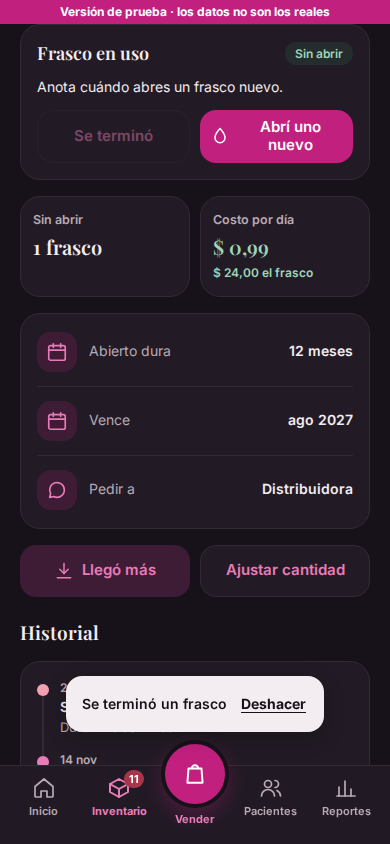 Versión de prueba · los datos no son los reales
Frasco en uso
Sin abrir
Anota cuándo abres un frasco nuevo.
Se terminó
Abrí uno
nuevo
Sin abrir
1 frasco
Costo por día
$ 0,99
$ 24,00 el frasco
Abierto dura
12 meses
Vence
ago 2027
Pedir a
Distribuidora
Llegó más
Ajustar cantidad
Historial
Se terminó un frasco
Deshacer
14 nov
11
Inicio
Inventario
Vender
Pacientes
Reportes